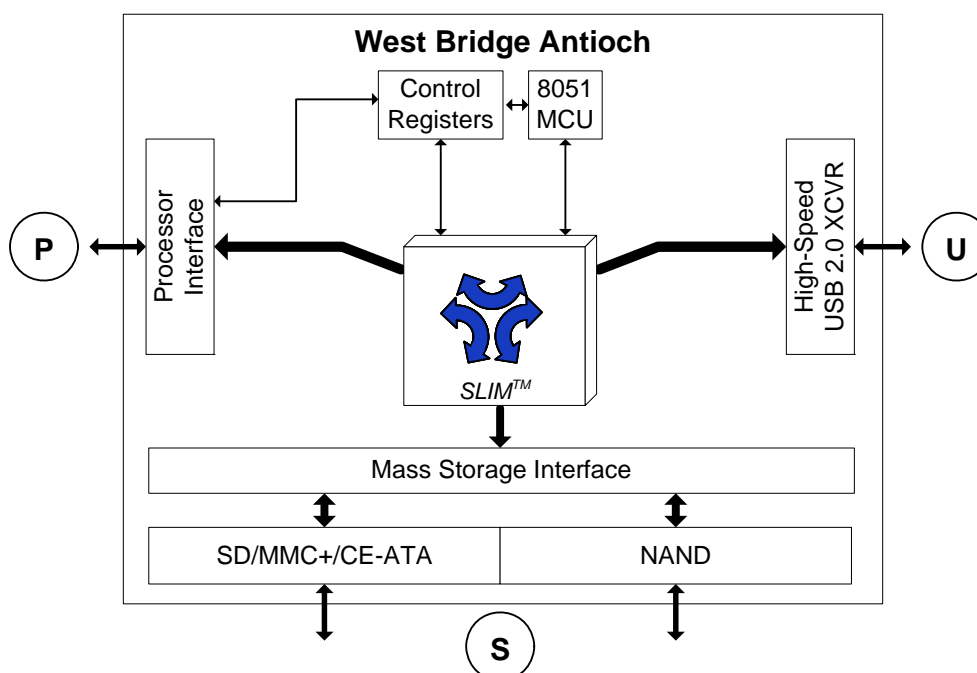 West Bridge Antioch
Control
Registers
8051
MCU
Processor
Interface
High-Speed
USB 2.0 XCVR
P
U
SLIM™
Mass Storage Interface
SD/MMC+/CE-ATA
NAND
S